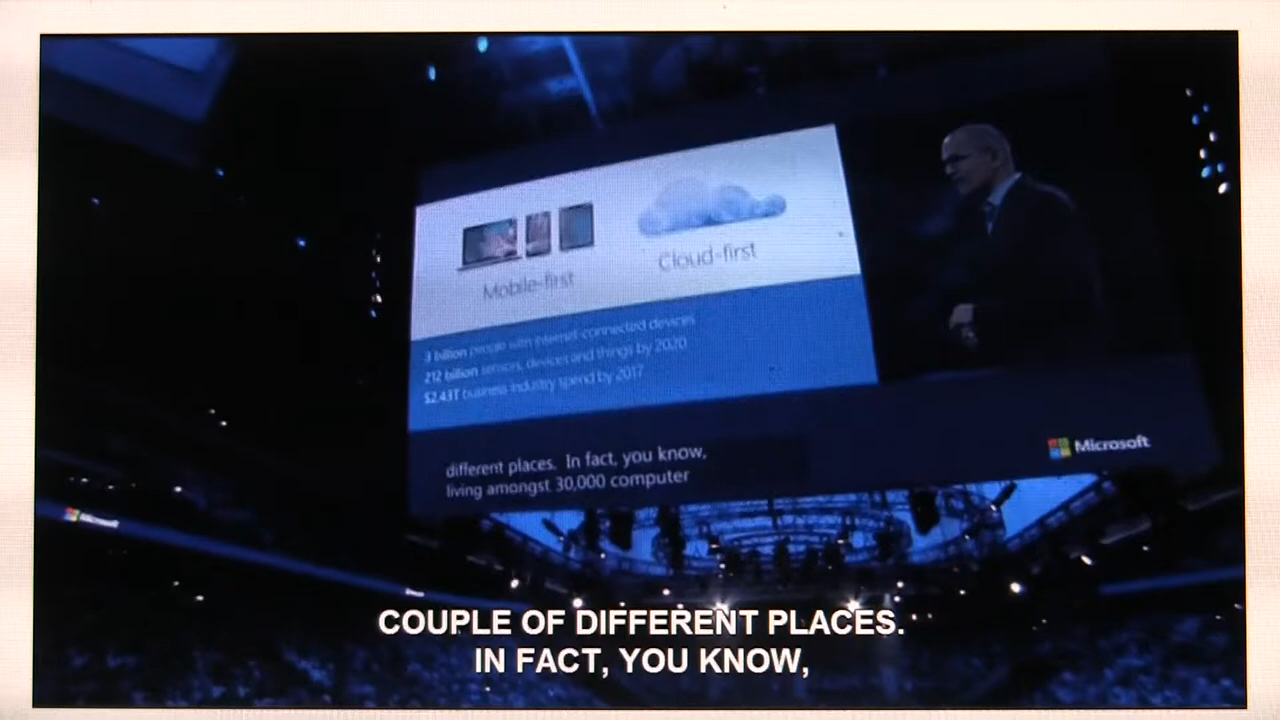 Mobile-first
Cloud-first
3 billion people with internet-connected devices
212 billion sensors, devices and things by 2020
$2.43T business industry spend by 2017
different places. In fact, you know,
living amongst 30,000 computer
Microsoft
Microsoft
COUPLE OF DIFFERENT PLACES.
IN FACT, YOU KNOW,